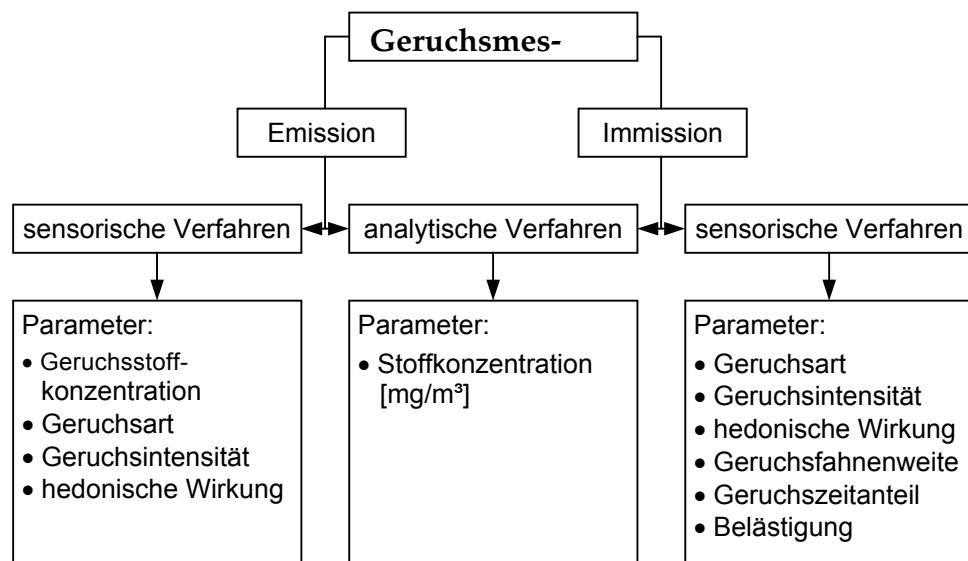 Geruchsmes-
Emission
Immission
sensorische Verfahren
analytische Verfahren
sensorische Verfahren
Parameter:
• Geruchsstoff-
konzentration
• Geruchsart
• Geruchsintensität
• hedonische Wirkung
Parameter:
• Stoffkonzentration
[mg/m³]
Parameter:
• Geruchsart
• Geruchsintensität
• hedonische Wirkung
• Geruchsfahnenweite
• Geruchszeitanteil
• Belästigung